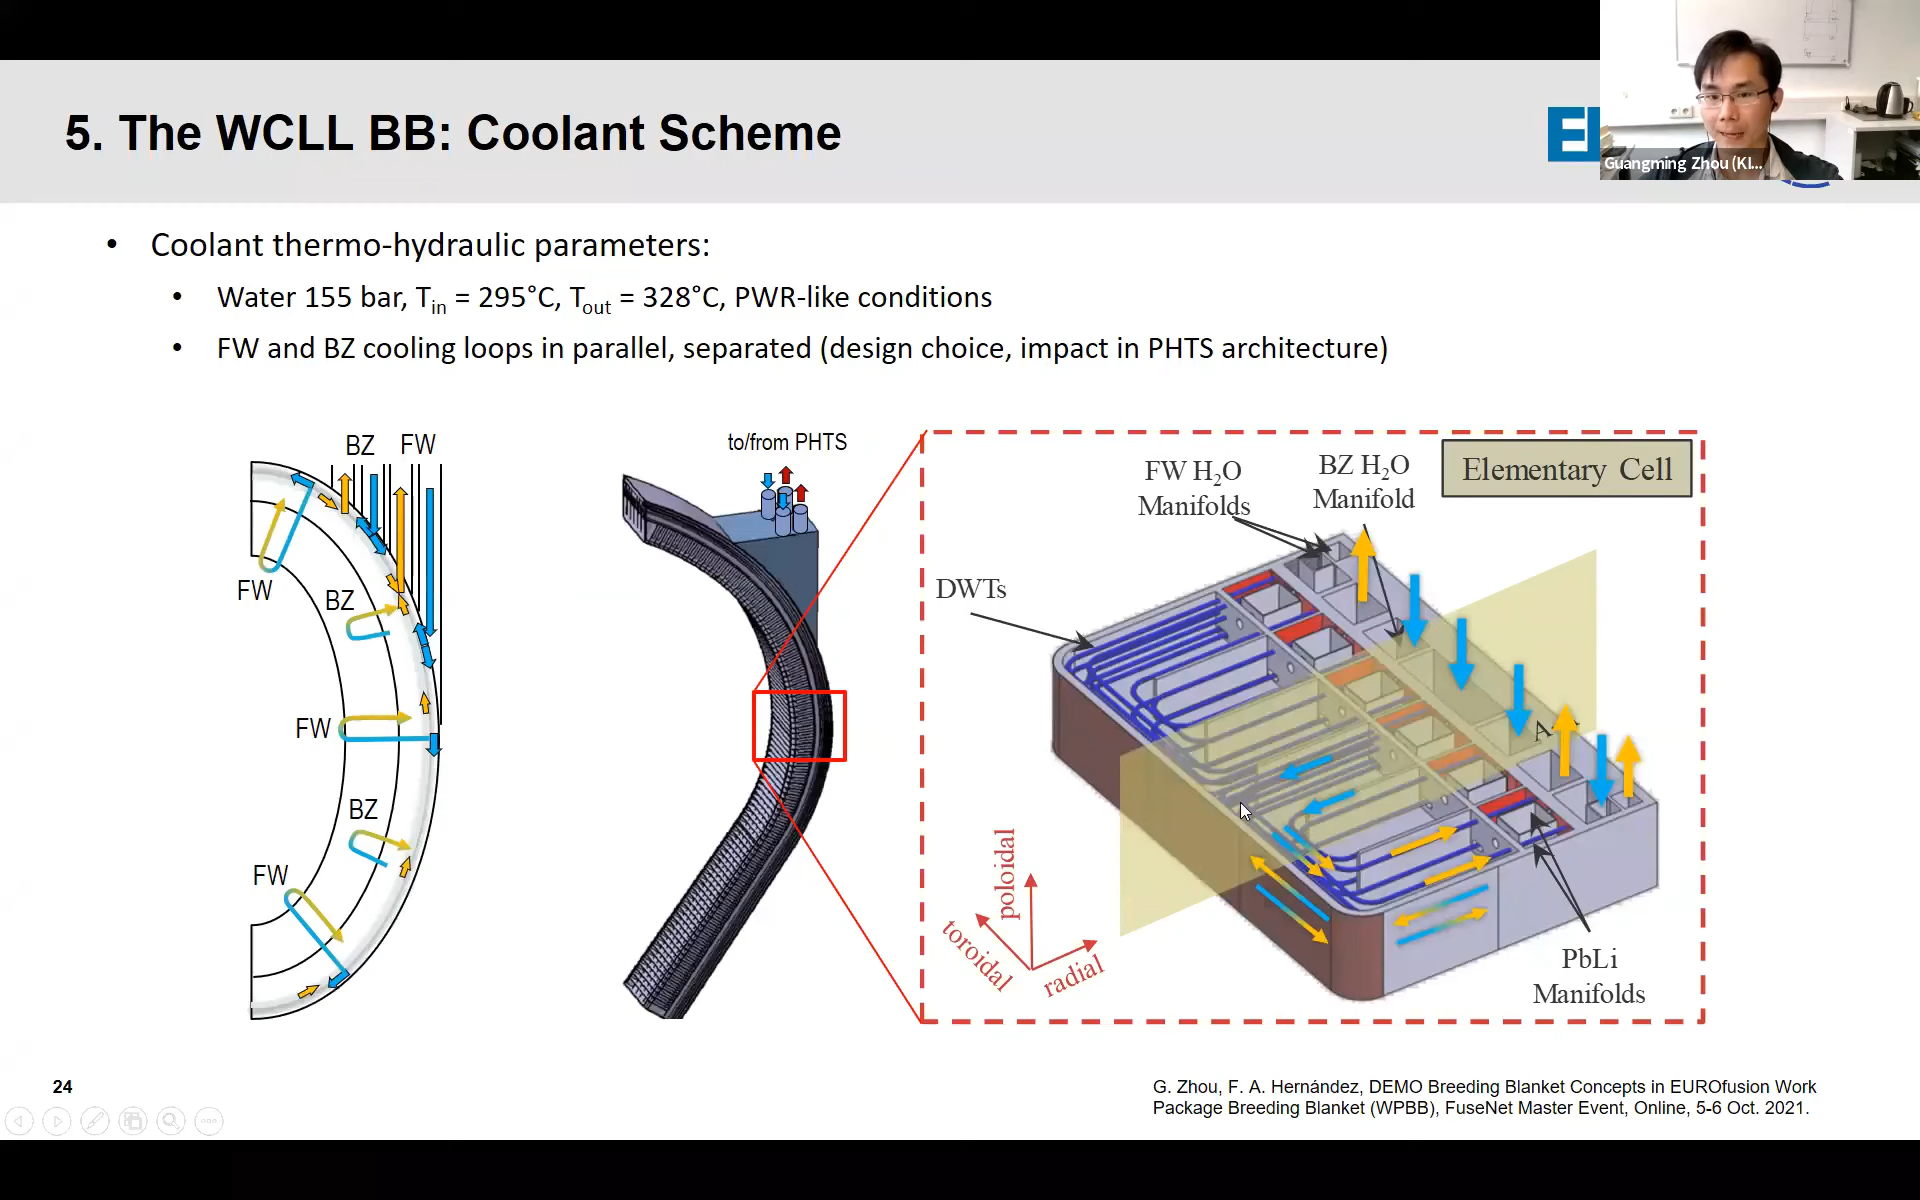 5. The WCLL BB: Coolant Scheme
Guangming Zhou (KI...
• Coolant thermo-hydraulic parameters:
• Water 155 bar, Tin = 295°C, Tout = 328°C, PWR-like conditions
• FW and BZ cooling loops in parallel, separated (design choice, impact in PHTS architecture)
BZ FW
FW
BZ
FW
BZ
FW
to/from PHTS
FW H2O
Manifolds
BZ H2O
Manifold
Elementary Cell
DWTs
A
poloidal
toroidal
radial
PbLi
Manifolds
24
G. Zhou, F. A. Hernández, DEMO Breeding Blanket Concepts in EUROfusion Work
Package Breeding Blanket (WPBB), FuseNet Master Event, Online, 5-6 Oct. 2021.